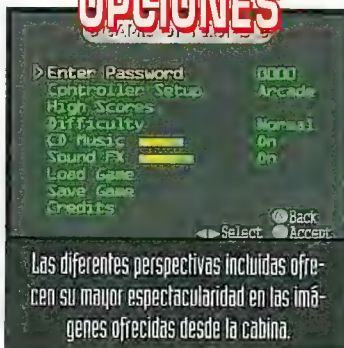 OPCIONES
Enter Password 0000
Controller Setup Arcade
High Scores
Difficulty Normal
CD Music On
Sound FX On
Load Game
Save Game
Credits
A Back
Select Accept
Las diferentes perspectivas incluidas ofre-
cen su mayor espectacularidad en las imá-
genes ofrecidas desde la cabina.